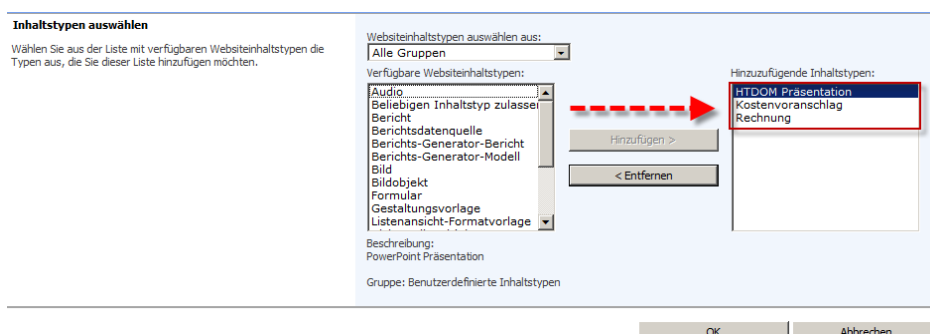 Inhaltstypen auswählen
Wählen Sie aus der Liste mit verfügbaren Websiteinhaltstypen die
Typen aus, die Sie dieser Liste hinzufügen möchten.
Websiteinhaltstypen auswählen aus:
Alle Gruppen
Verfügbare Websiteinhaltstypen:
Audio
Beliebigen Inhaltstyp zulassen
Bericht
Berichtsdatenquelle
Berichts-Generator-Bericht
Berichts-Generator-Modell
Bild
Bildobjekt
Formular
Gestaltungsvorlage
Listenansicht-Formatvorlage
Hinzufügen >
< Entfernen
Hinzuzufügende Inhaltstypen:
HTDOM Präsentation
Kostenvoranschlag
Rechnung
Beschreibung:
PowerPoint Präsentation
Gruppe: Benutzerdefinierte Inhaltstypen
OK
Abbrechen